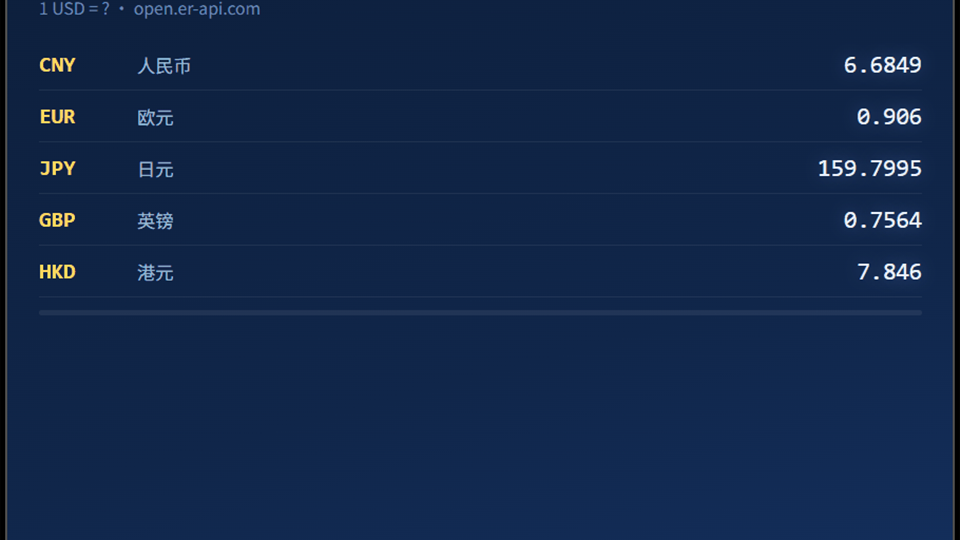 1 USD = ? • open.er-api.com
CNY 人民币 6.6849
EUR 欧元 0.906
JPY 日元 159.7995
GBP 英镑 0.7564
HKD 港元 7.846